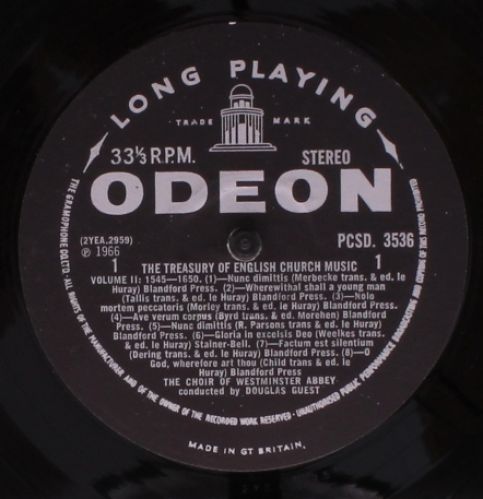 LONG PLAYING
TRADE MARK
33⅓ R.P.M. STEREO
ODEON
(2YEA.2959) PCSD. 3536
℗ 1966
1 THE TREASURY OF ENGLISH CHURCH MUSIC 1
VOLUME II: 1545—1650. (1)—Nunc dimittis (Merbecke trans. & ed. le
Huray) Blandford Press. (2)—Wherewithal shall a young man
(Tallis trans. & ed. le Huray) Blandford Press. (3)—Nolo
mortem peccatoris (Morley trans. & ed. le Huray) Blandford Press.
(4)—Ave verum corpus (Byrd trans. & ed. Morehen) Blandford
Press. (5)—Nunc dimittis (R. Parsons trans & ed. le Huray)
Blandford Press. (6)—Gloria in excelsis Deo (Weelkes trans.
& ed. le Huray) Stainer-Bell. (7)—Factum est silentium
(Dering trans. & ed. le Huray) Blandford Press. (8)—O
God, wherefore art thou (Child trans & ed. le
Huray) Blandford Press
THE CHOIR OF WESTMINSTER ABBEY
conducted by DOUGLAS GUEST
THE GRAMOPHONE CO. LTD. ALL RIGHTS OF THE MANUFACTURER AND OF THE OWNER OF THE RECORDED WORK RESERVED · UNAUTHORISED PUBLIC PERFORMANCE BROADCASTING AND COPYING OF THIS RECORD PROHIBITED
MADE IN GT BRITAIN.